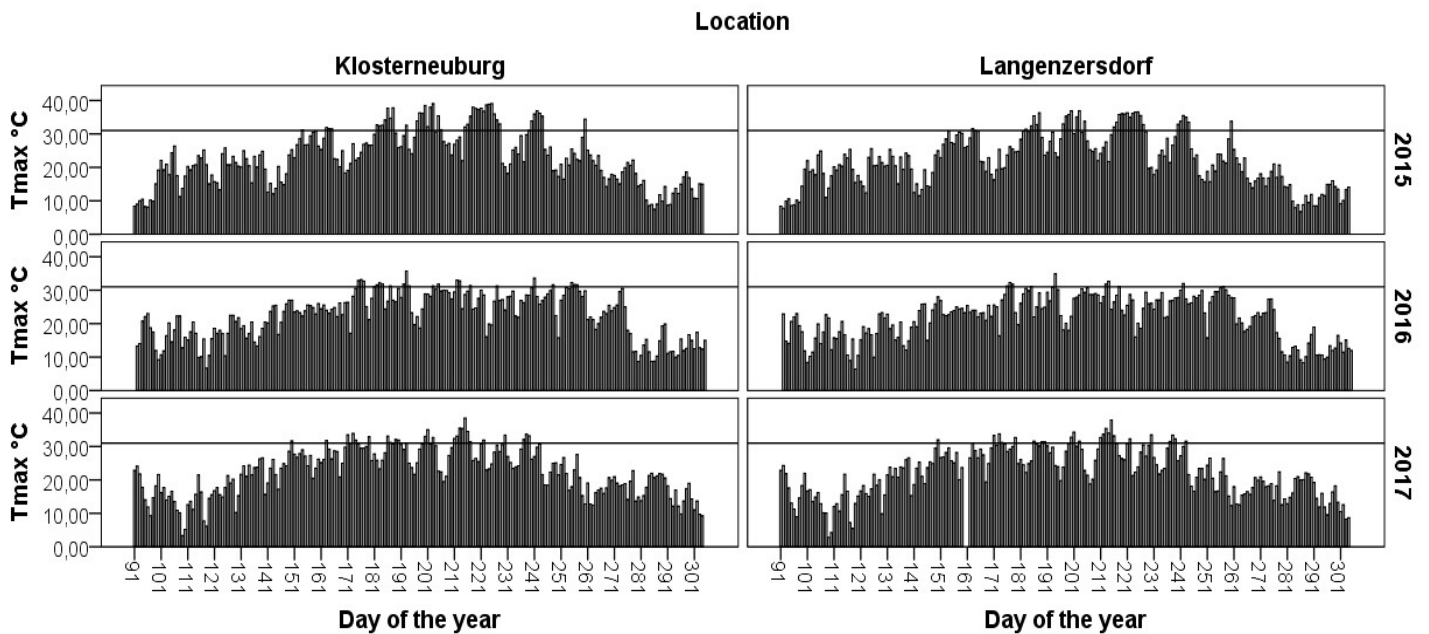 Location
Klosterneuburg Langenzersdorf
Tmax °C
40,00
30,00
20,00
10,00
0,00
2015
Tmax °C
40,00
30,00
20,00
10,00
0,00
2016
Tmax °C
40,00
30,00
20,00
10,00
0,00
2017
91 101 111 121 131 141 151 161 171 181 191 201 211 221 231 241 251 261 271 281 291 301
91 101 111 121 131 141 151 161 171 181 191 201 211 221 231 241 251 261 271 281 291 301
Day of the year Day of the year